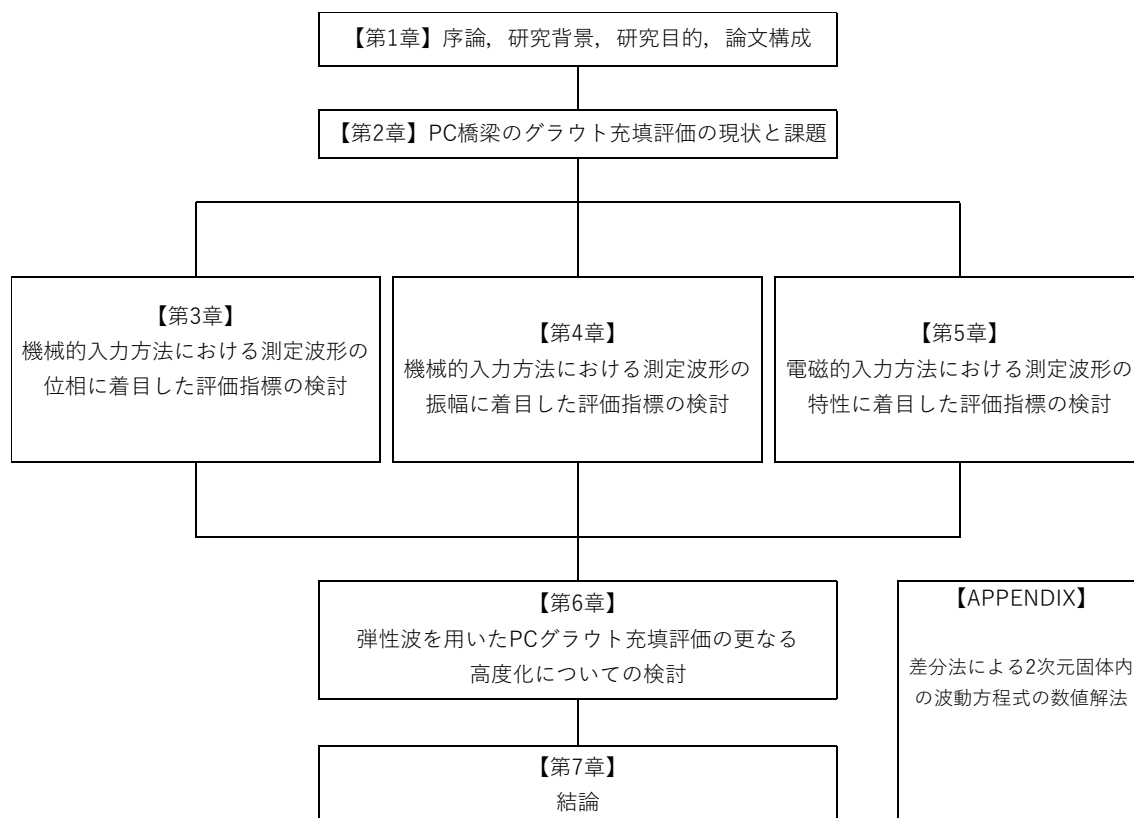 【第1章】序論，研究背景，研究目的，論文構成
【第2章】PC橋梁のグラウト充填評価の現状と課題
【第3章】
機械的入力方法における測定波形の
位相に着目した評価指標の検討
【第4章】
機械的入力方法における測定波形の
振幅に着目した評価指標の検討
【第5章】
電磁的入力方法における測定波形の
特性に着目した評価指標の検討
【第6章】
弾性波を用いたPCグラウト充填評価の更なる
高度化についての検討
【APPENDIX】
差分法による2次元固体内
の波動方程式の数値解法
【第7章】
結論